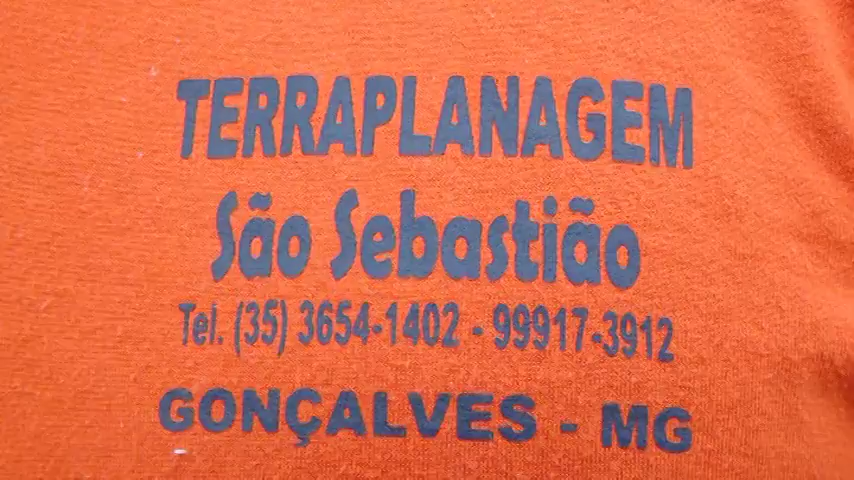 TERRAPLANAGEM
São Sebastião
Tel. (35) 3654-1402 - 99917-3912
GONÇALVES - MG